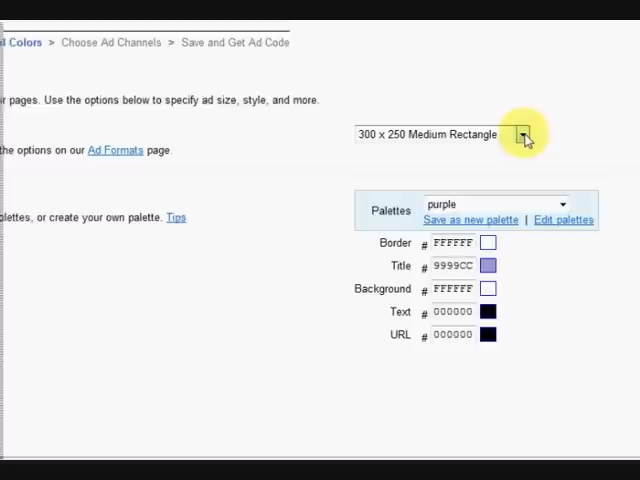 Colors > Choose Ad Channels > Save and Get Ad Code
pages. Use the options below to specify ad size, style, and more.
300 x 250 Medium Rectangle
the options on our Ad Formats page.
Palettes purple
, or create your own palette. Tips
Save as new palette | Edit palettes
Border # FFFFFF
Title # 9999CC
Background # FFFFFF
Text # 000000
URL # 000000